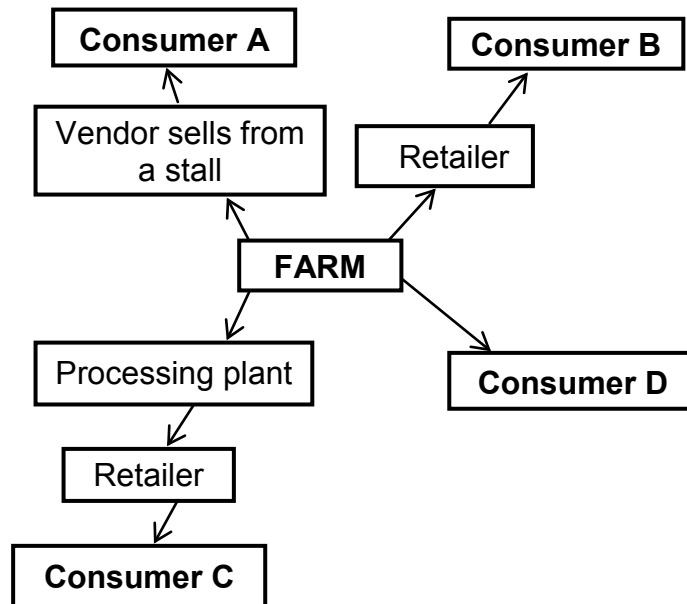 Consumer A
Consumer B
Vendor sells from
a stall
Retailer
FARM
Processing plant
Consumer D
Retailer
Consumer C